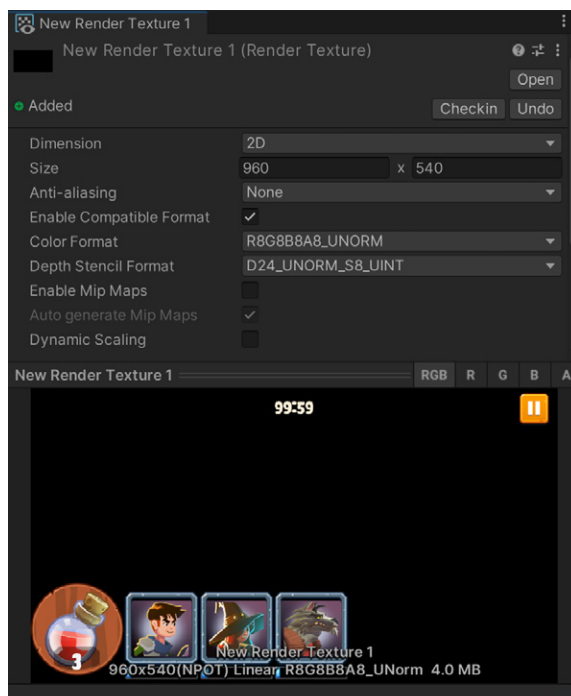 New Render Texture 1
New Render Texture 1 (Render Texture)
Open
Added
Checkin Undo
Dimension 2D
Size 960 x 540
Anti-aliasing None
Enable Compatible Format
Color Format R8G8B8A8_UNORM
Depth Stencil Format D24_UNORM_S8_UINT
Enable Mip Maps
Auto generate Mip Maps
Dynamic Scaling
New Render Texture 1 RGB R G B A
99:59
3
New Render Texture 1
960x540(NPOT) Linear R8G8B8A8_UNorm 4.0 MB